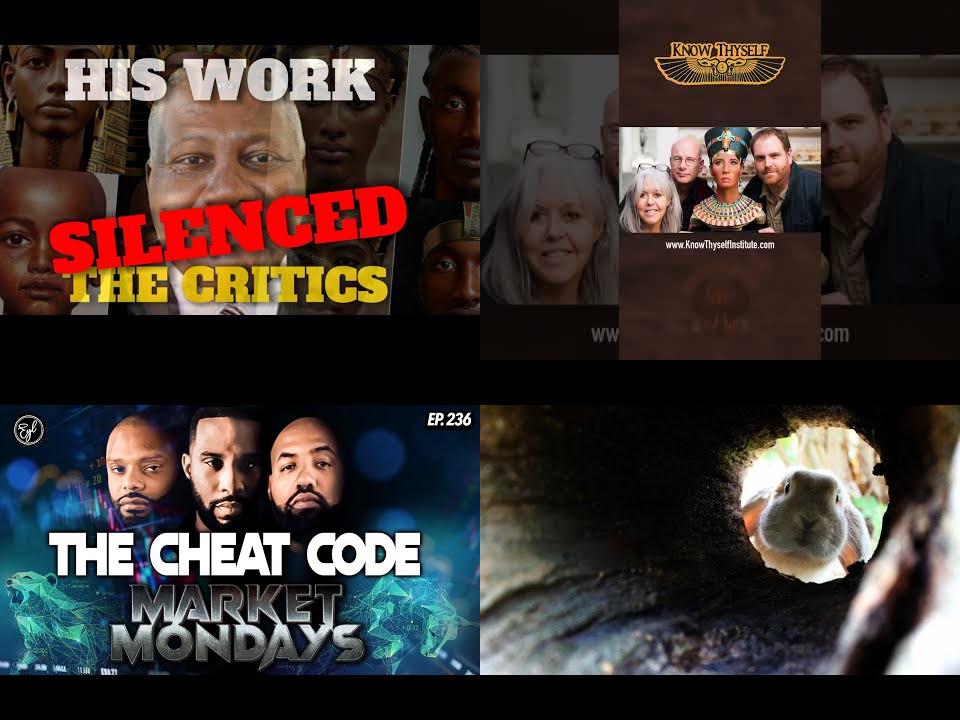 HIS WORK
SILENCED
THE CRITICS
KNOW THYSELF
www.KnowThyselfInstitute.com
ww
.com
Eyl
EP. 236
THE CHEAT CODE
MARKET
MONDAYS